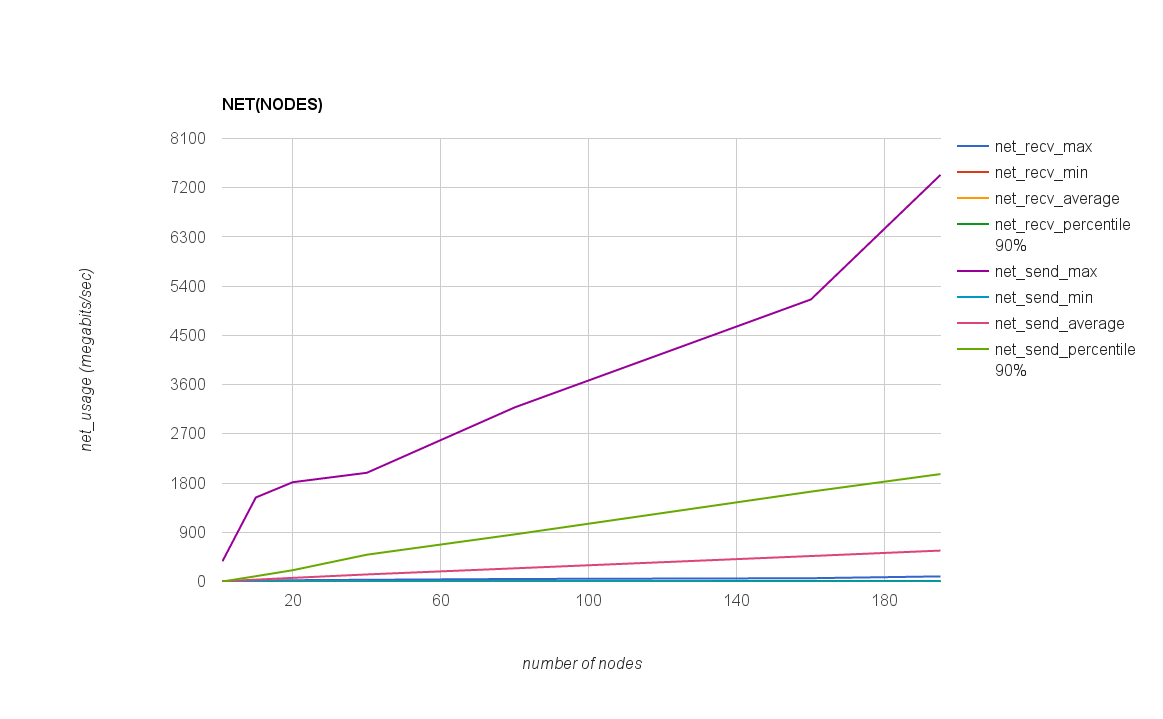 NET(NODES)
8100
7200
6300
5400
4500
3600
2700
1800
900
0
20
60
100
140
180
net_usage (megabits/sec)
number of nodes
net_recv_max
net_recv_min
net_recv_average
net_recv_percentile
90%
net_send_max
net_send_min
net_send_average
net_send_percentile
90%